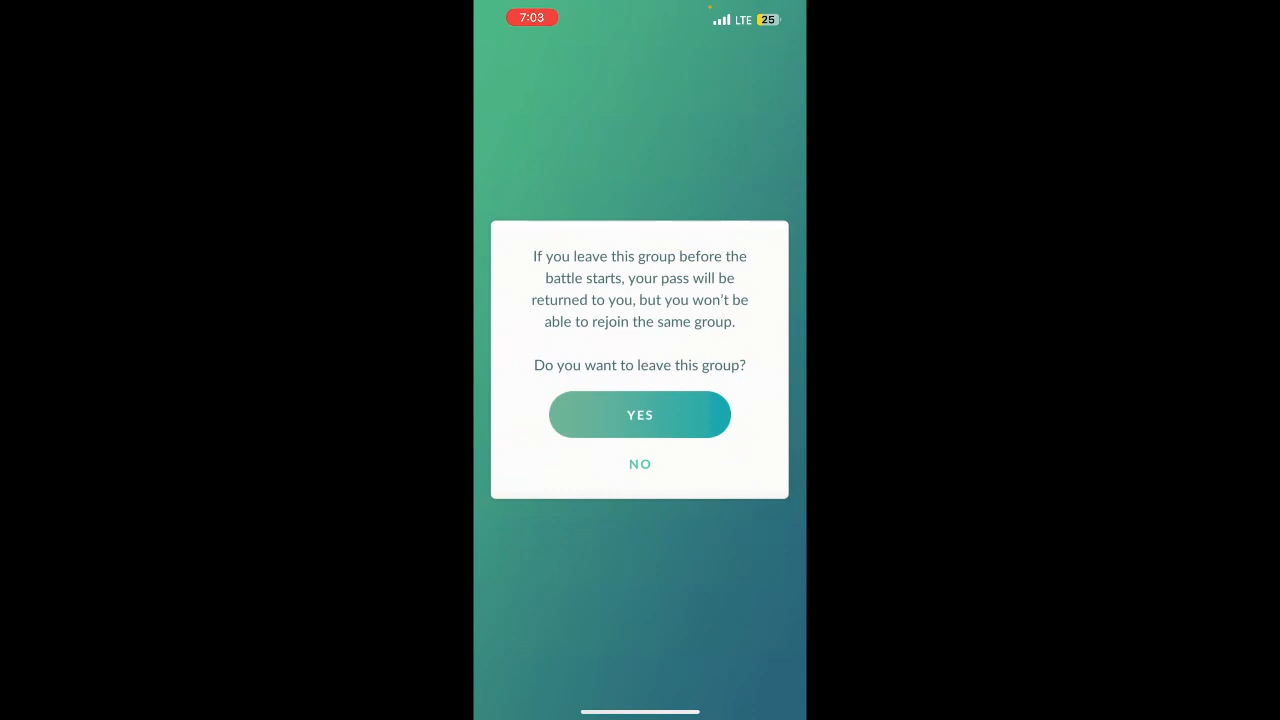 7:03
LTE 25
If you leave this group before the
battle starts, your pass will be
returned to you, but you won't be
able to rejoin the same group.
Do you want to leave this group?
YES
NO